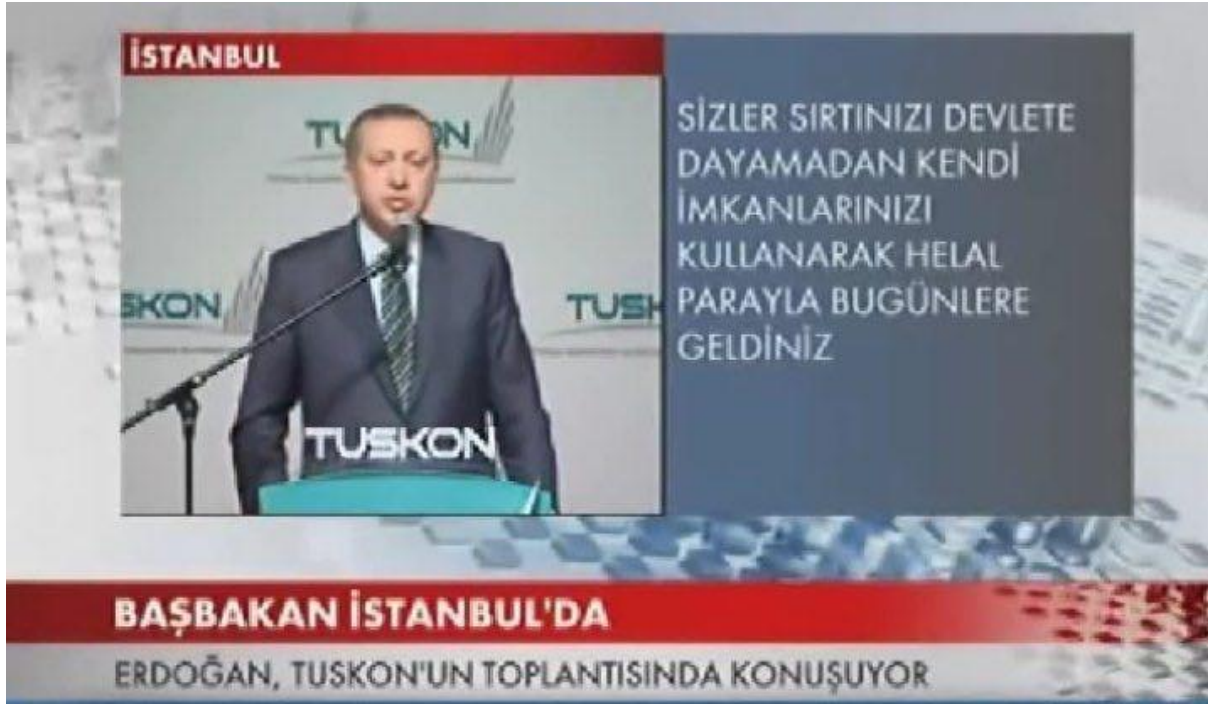 İSTANBUL
TUSKON
SKON
TUSK
TUSKON
SİZLER SIRTINIZI DEVLETE
DAYAMADAN KENDİ
İMKANLARINIZI
KULLANARAK HELAL
PARAYLA BUGÜNLERE
GELDİNİZ
BAŞBAKAN İSTANBUL'DA
ERDOĞAN, TUSKON'UN TOPLANTISINDA KONUŞUYOR